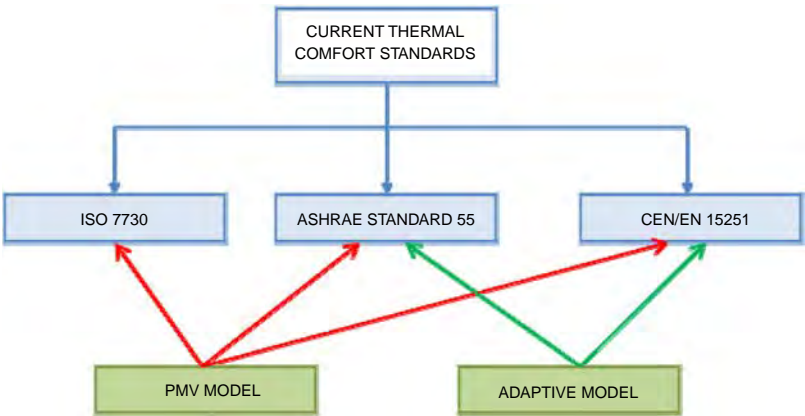 CURRENT THERMAL
COMFORT STANDARDS
ISO 7730
ASHRAE STANDARD 55
CEN/EN 15251
PMV MODEL
ADAPTIVE MODEL